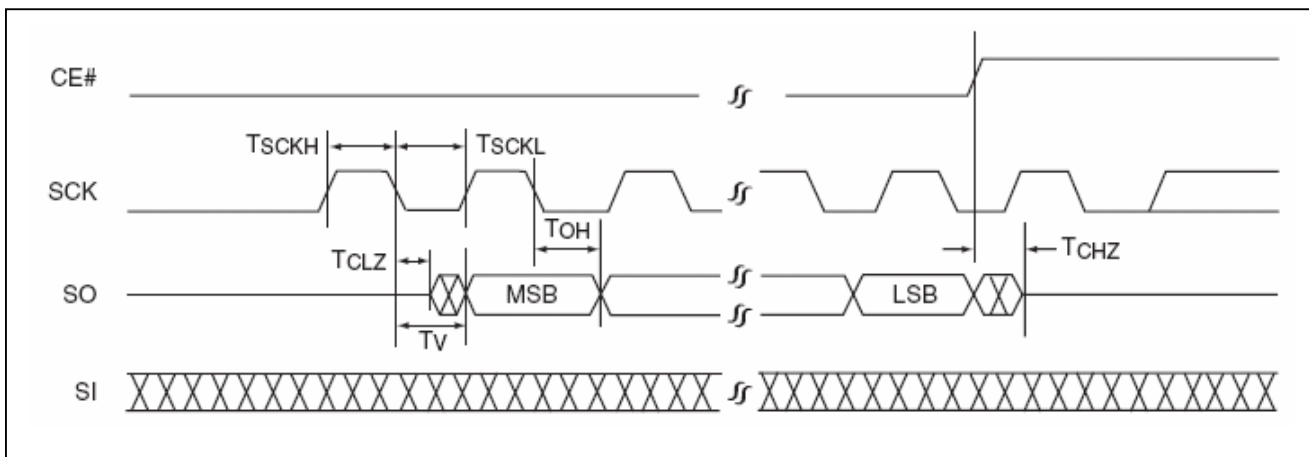 CE#
TSCKH
TSCKL
SCK
TOH
TCLZ
TCHZ
SO
MSB
LSB
TV
SI